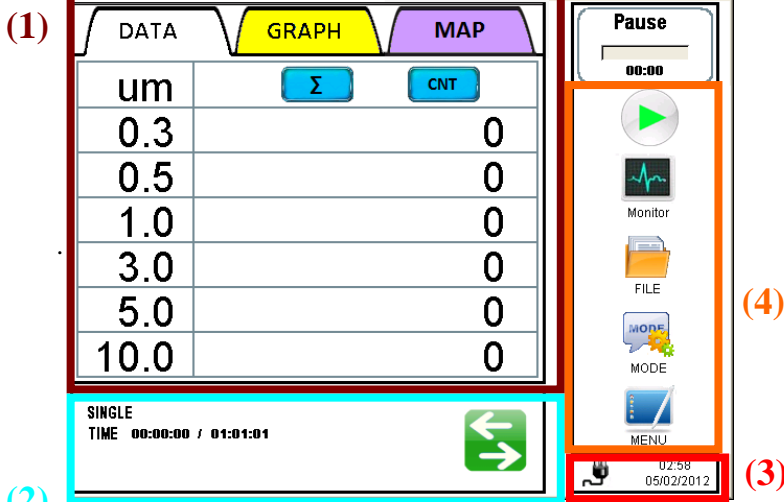 (1)
DATA GRAPH MAP
um Σ CNT
0.3 0
0.5 0
1.0 0
3.0 0
5.0 0
10.0 0
SINGLE
TIME 00:00:00 / 01:01:01
(2)
Pause
00:00
Monitor
FILE
MODE
MODE
MENU
(4)
02:58
05/02/2012
(3)